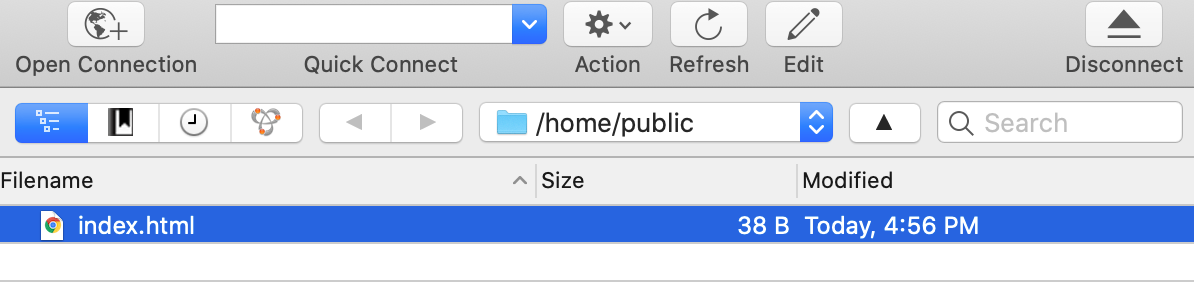 Open Connection Quick Connect Action Refresh Edit Disconnect
/home/public Search
Filename Size Modified
index.html 38 B Today, 4:56 PM